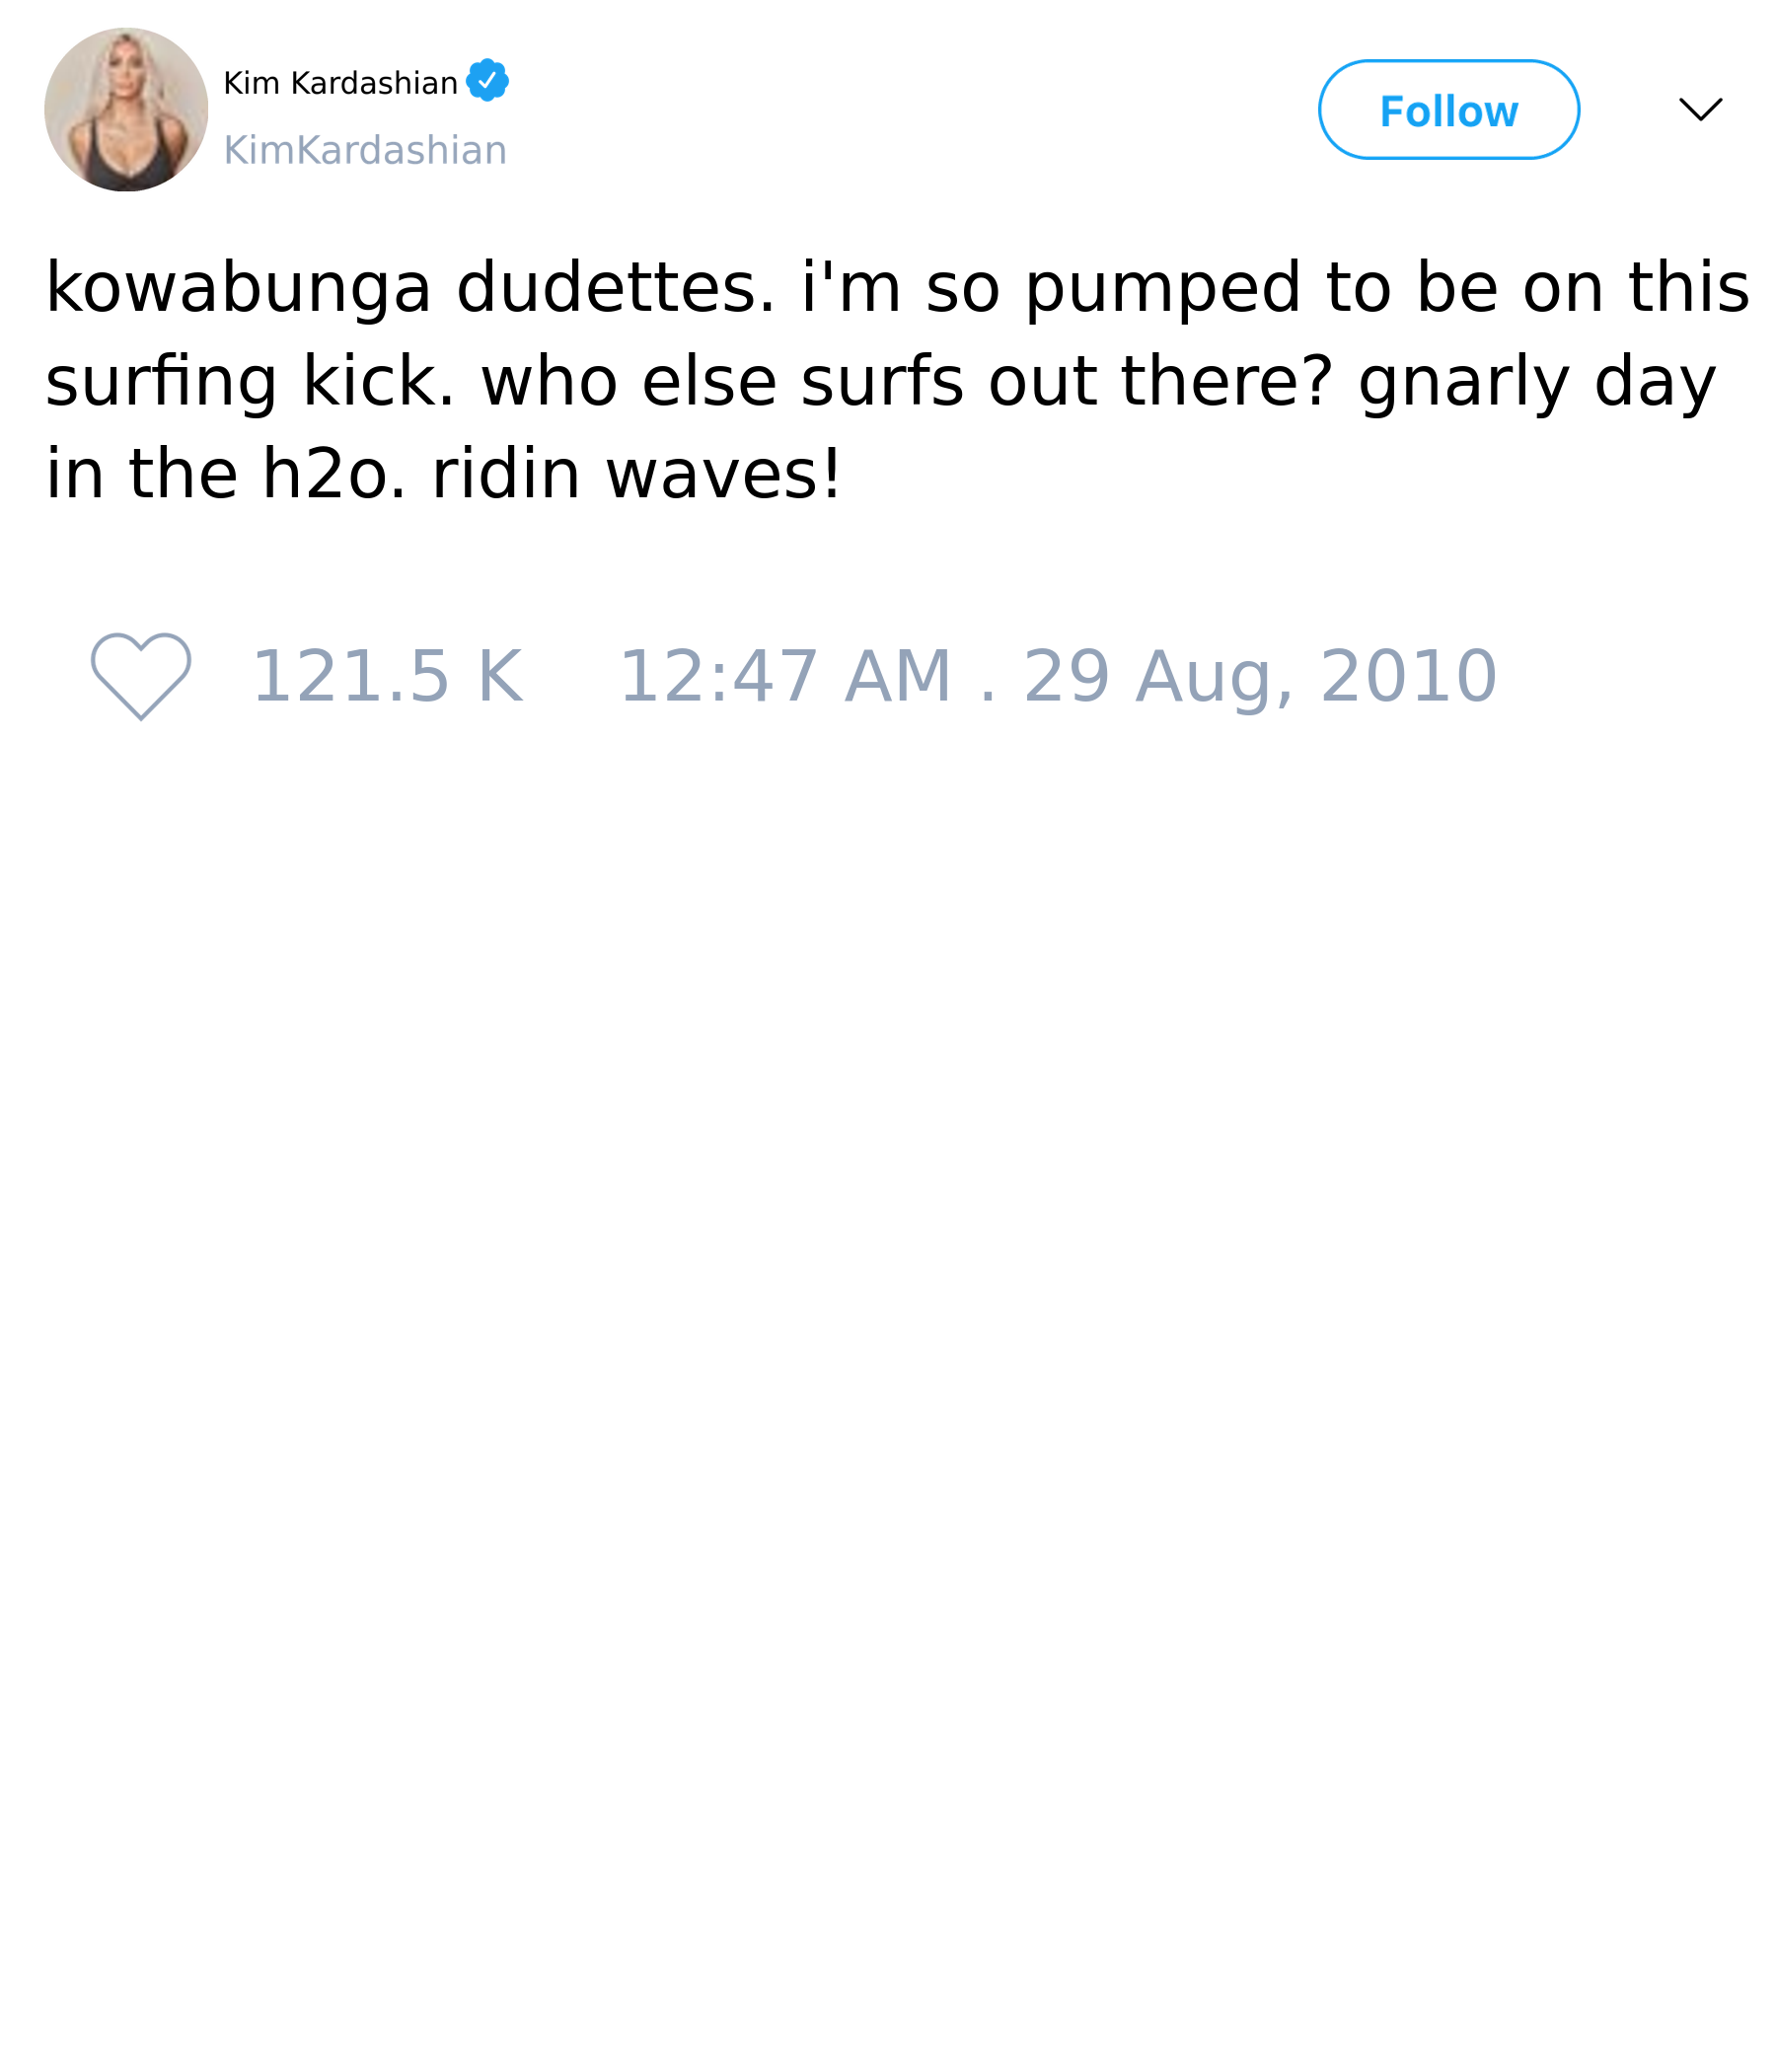 Kim Kardashian
KimKardashian
Follow
kowabunga dudettes. i'm so pumped to be on this
surfing kick. who else surfs out there? gnarly day
in the h2o. ridin waves!
121.5 K 12:47 AM . 29 Aug, 2010